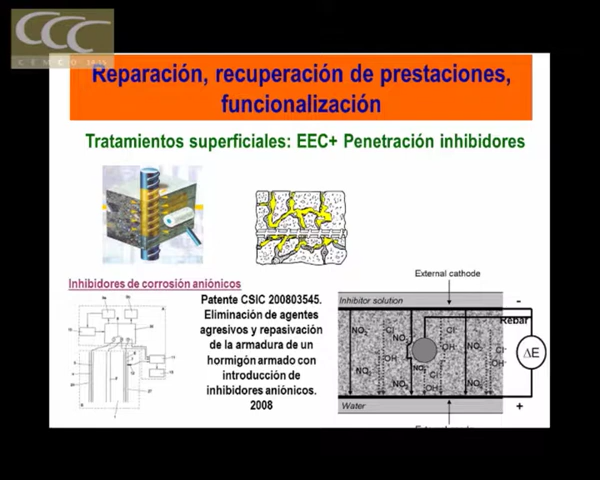 CCC
CEMCO
Reparación, recuperación de prestaciones,
funcionalización
Tratamientos superficiales: EEC+ Penetración inhibidores
Inhibidores de corrosión aniónicos
Patente CSIC 200803545.
Eliminación de agentes
agresivos y repasivación
de la armadura de un
hormigón armado con
introducción de
inhibidores aniónicos.
2008
External cathode
Inhibitor solution
-
Rebar
NO2 Cl- NO2 Cl-
OH- OH-
NO2
Cl-
NO2 NO2 OH-
ΔE
Water
+